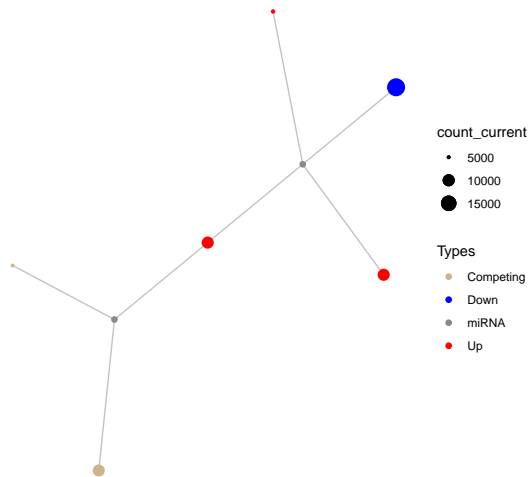 count_current
5000
10000
15000
Types
Competing
Down
miRNA
Up